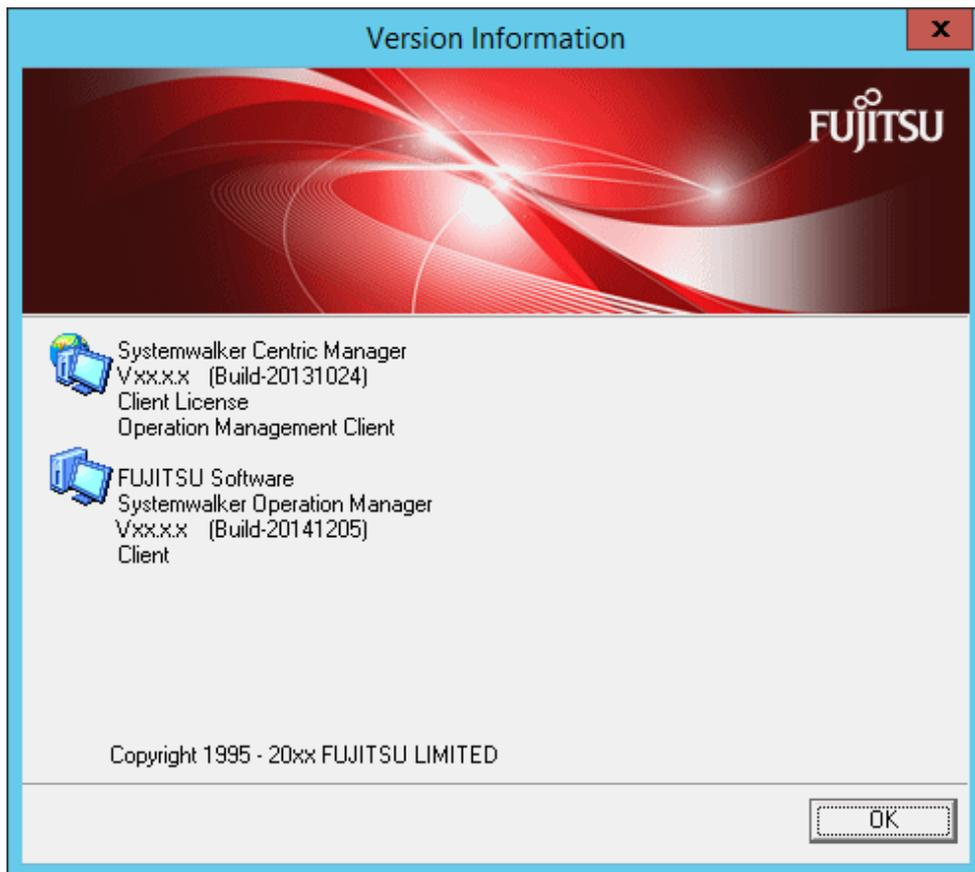 Version Information
x
FUJITSU
Systemwalker Centric Manager
Vxx.x.x (Build-20131024)
Client License
Operation Management Client
FUJITSU Software
Systemwalker Operation Manager
Vxx.x.x (Build-20141205)
Client
Copyright 1995 - 20xx FUJITSU LIMITED
OK